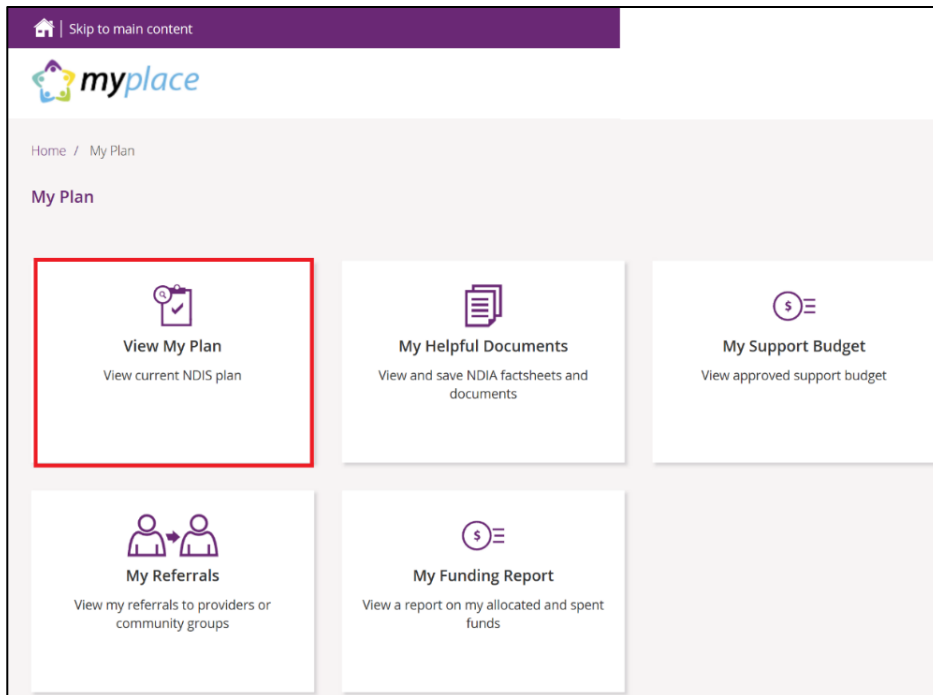 Skip to main content
myplace
Home / My Plan
My Plan
View My Plan
View current NDIS plan
My Helpful Documents
View and save NDIA factsheets and
documents
My Support Budget
View approved support budget
My Referrals
View my referrals to providers or
community groups
My Funding Report
View a report on my allocated and spent
funds